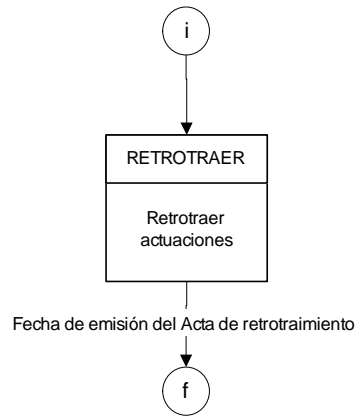 i
RETROTRAER
Retrotraer
actuaciones
Fecha de emisión del Acta de retrotraimiento
f